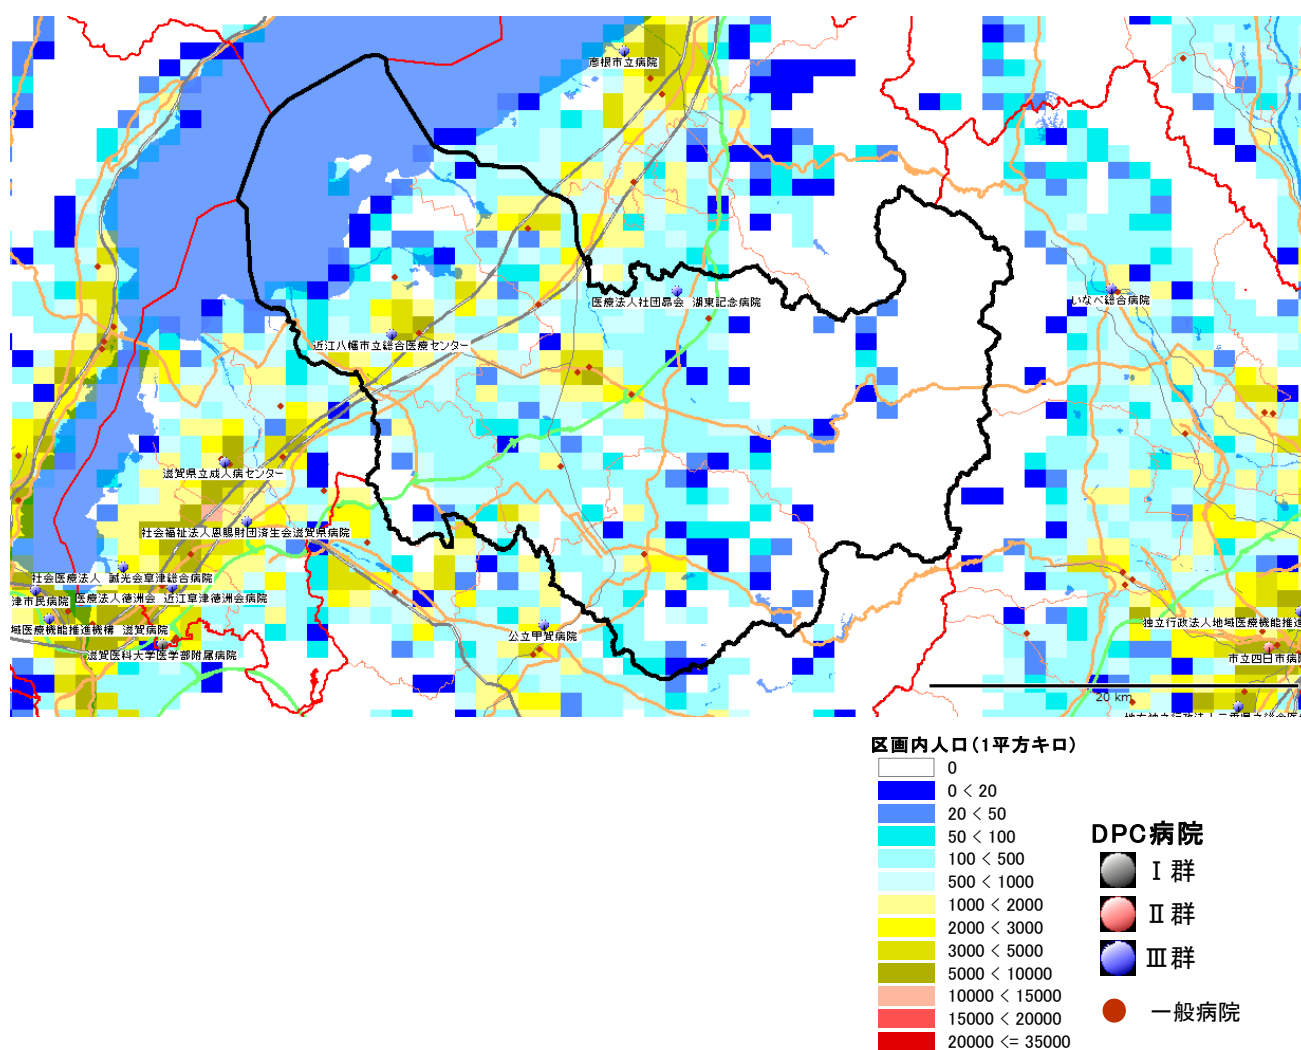 彦根市立病院
医療法人社団昴会 湖東記念病院
いなべ総合病院
近江八幡市立総合医療センター
滋賀県立成人病センター
社会福祉法人恩賜財団済生会滋賀県病院
社会医療法人 誠光会草津総合病院
医療法人徳洲会 近江草津徳洲会病院
津市民病院
域医療機能推進機構 滋賀病院
滋賀医科大学医学部附属病院
公立甲賀病院
独立行政法人地域医療機能推進
市立四日市病院
20 km
区画内人口(1平方キロ)
0
0 < 20
20 < 50
50 < 100
100 < 500
500 < 1000
1000 < 2000
2000 < 3000
3000 < 5000
5000 < 10000
10000 < 15000
15000 < 20000
20000 <= 35000
DPC病院
Ⅰ群
Ⅱ群
Ⅲ群
一般病院